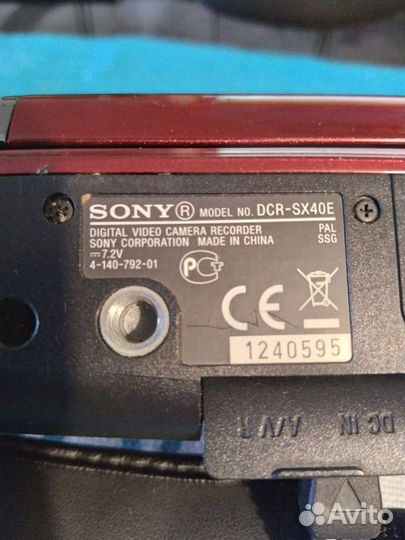 SONY® MODEL NO. DCR-SX40E
DIGITAL VIDEO CAMERA RECORDER PAL
SONY CORPORATION MADE IN CHINA SSG
⎓7.2V
4-140-792-01
CE
1240595
A/V R DC IN
Avito